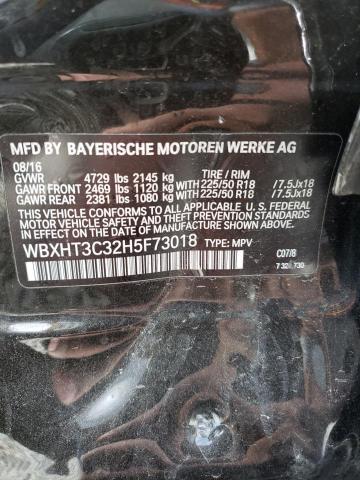 MFD BY BAYERISCHE MOTOREN WERKE AG
08/16
GVWR 4729 lbs 2145 kg TIRE / RIM
GAWR FRONT 2469 lbs 1120 kg WITH 225/50 R18 /7.5Jx18
GAWR REAR 2381 lbs 1080 kg WITH 225/50 R18 /7.5Jx18
THIS VEHICLE CONFORMS TO ALL APPLICABLE U.S. FEDERAL
MOTOR VEHICLE SAFETY, BUMPER, AND THEFT PREVENTION
STANDARDS IN EFFECT ON THE DATE OF MANUFACTURE SHOWN
ABOVE.
WBXHT3C32H5F73018 TYPE: MPV
C07/8